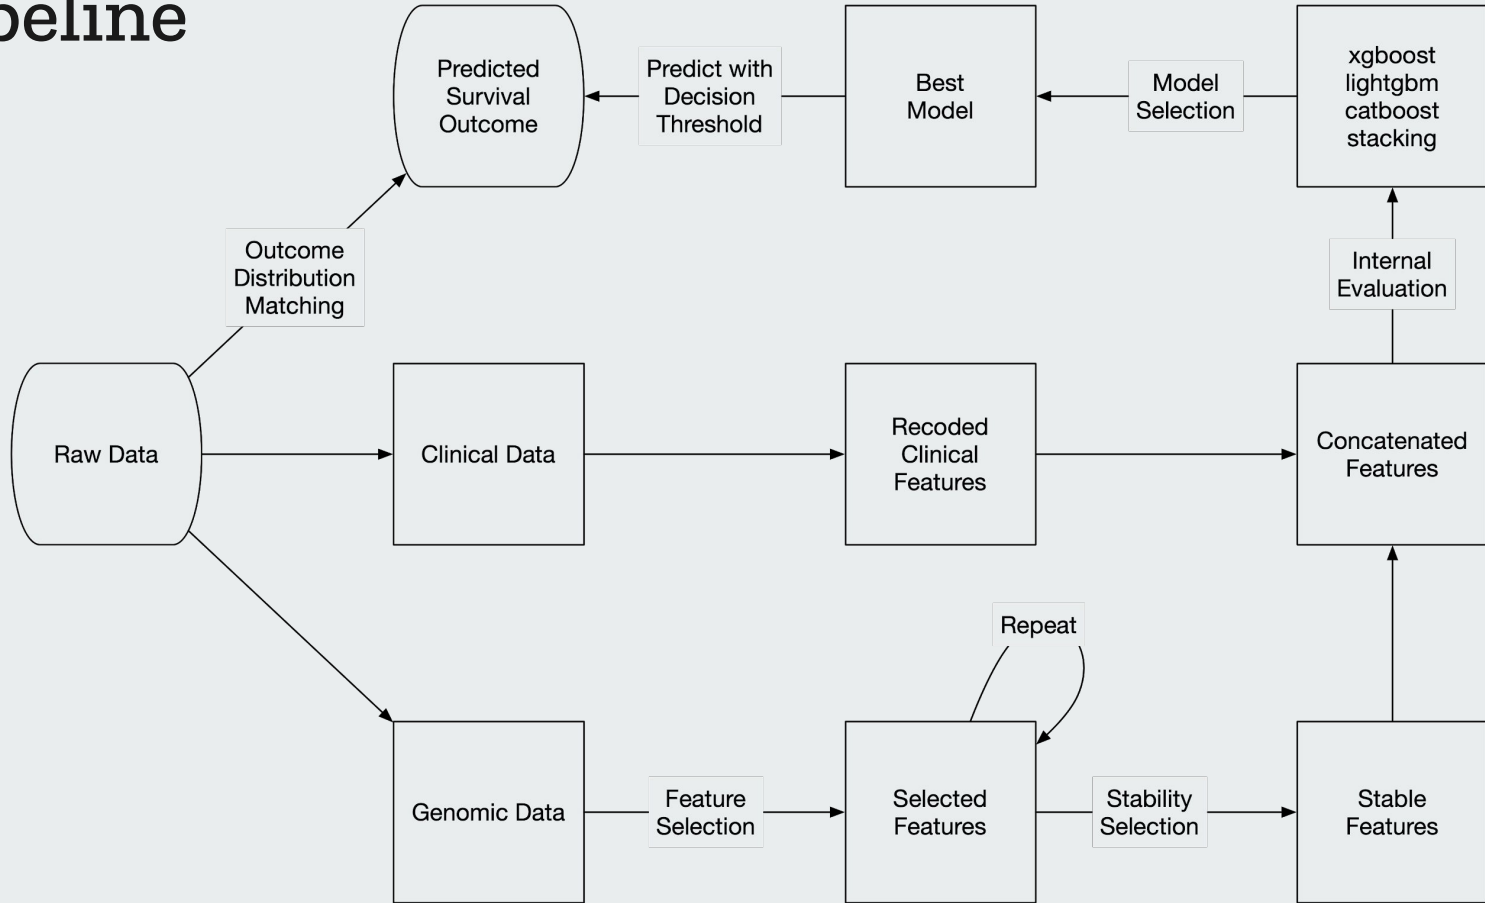 peline
Predicted
Survival
Outcome
Predict with
Decision
Threshold
Best
Model
Model
Selection
xgboost
lightgbm
catboost
stacking
Outcome
Distribution
Matching
Internal
Evaluation
Raw Data
Clinical Data
Recoded
Clinical
Features
Concatenated
Features
Repeat
Genomic Data
Feature
Selection
Selected
Features
Stability
Selection
Stable
Features